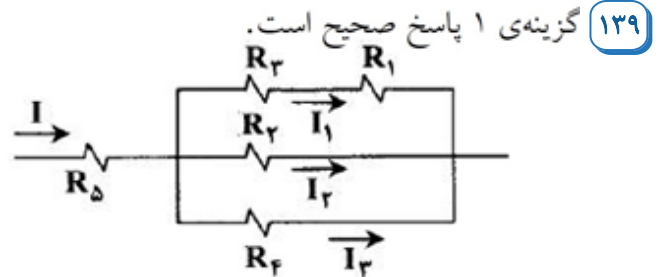 ۱۳۹ گزینه‌ی ۱ پاسخ صحیح است.
R۳ R۱
I R۲ I۱
R۵ I۲
R۴ I۳